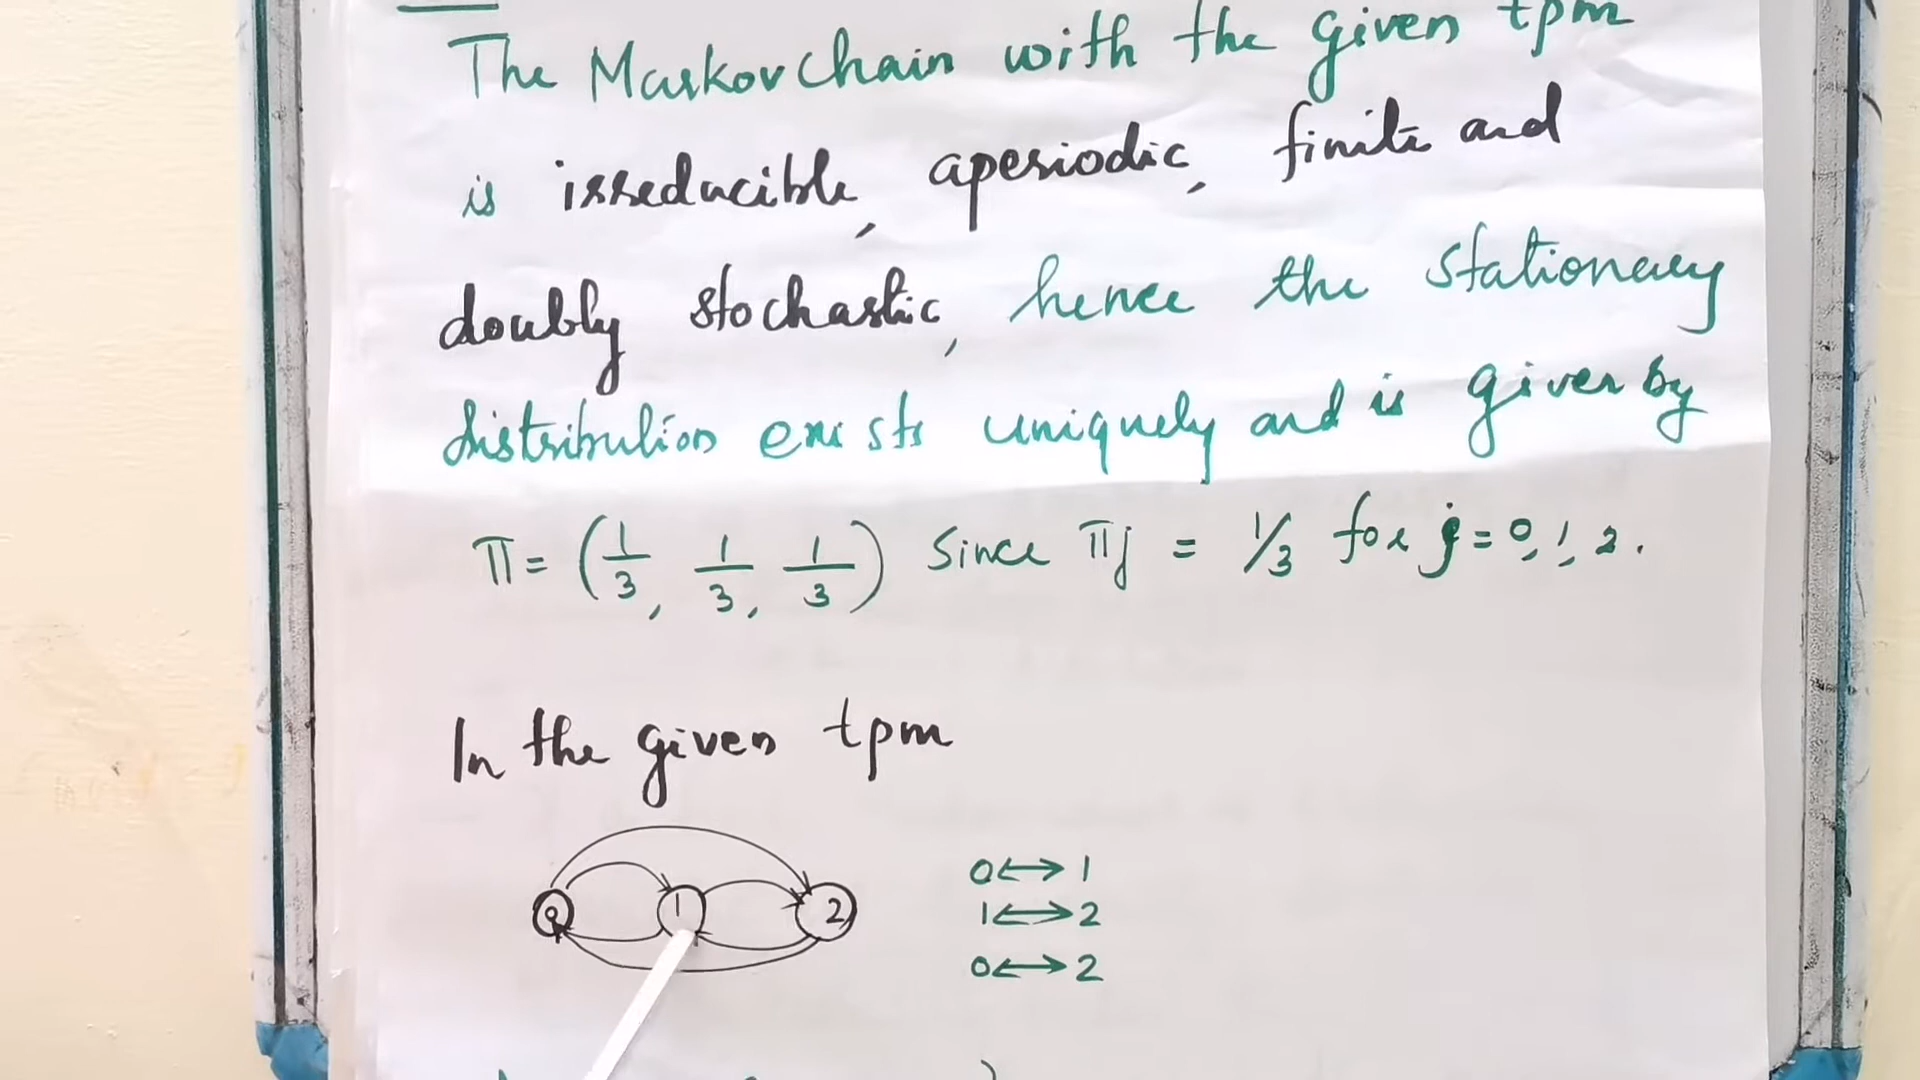 The Markov chain with the given tpm
is irreducible, aperiodic, finite and
doubly stochastic, hence the stationary
distribution exists uniquely and is given by
π = (1/3, 1/3, 1/3) Since πj = 1/3 for j = 0, 1, 2.
In the given tpm
0 1 2
0 ↔ 1
1 ↔ 2
0 ↔ 2